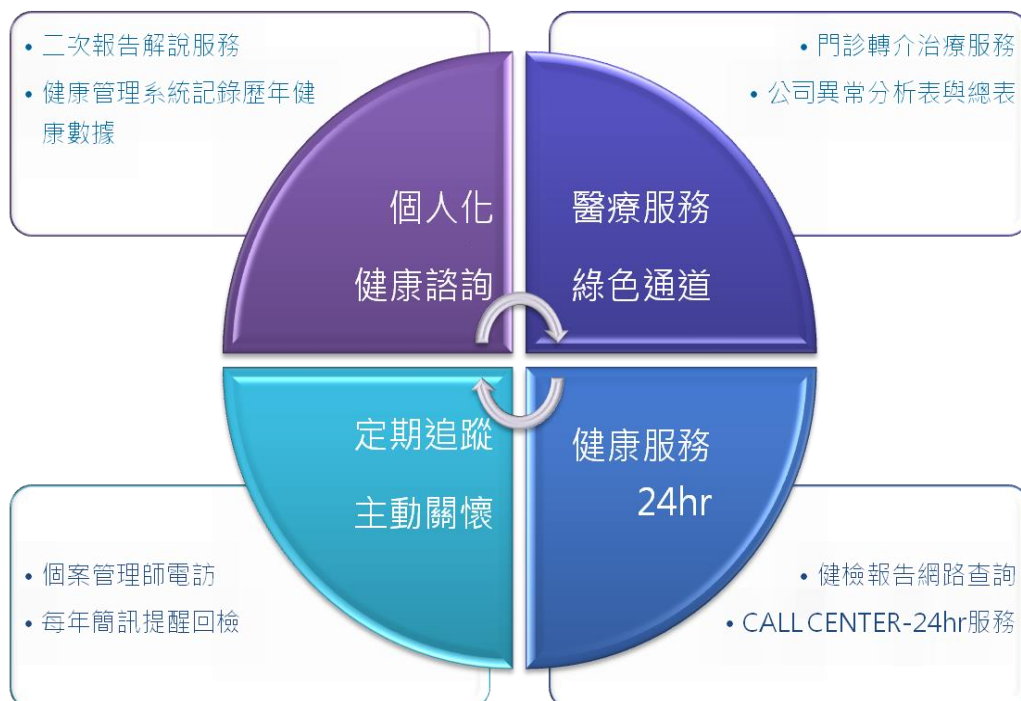 • 二次報告解說服務
• 健康管理系統記錄歷年健
康數據
• 門診轉介治療服務
• 公司異常分析表與總表
個人化
健康諮詢
醫療服務
綠色通道
定期追蹤
主動關懷
健康服務
24hr
• 個案管理師電訪
• 每年簡訊提醒回檢
• 健檢報告網路查詢
• CALL CENTER-24hr服務